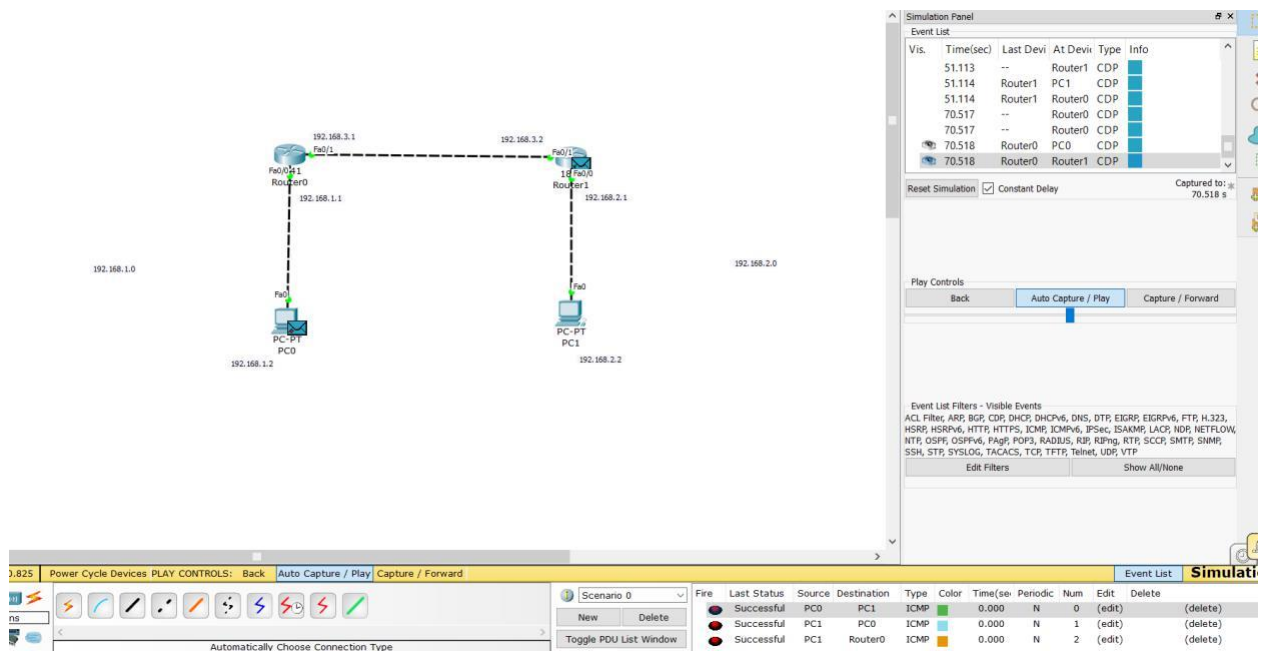 Simulation Panel
Event List
Vis. Time(sec) Last Devi At Devi Type Info
51.113 -- Router1 CDP
51.114 Router1 PC1 CDP
51.114 Router1 Router0 CDP
70.517 -- Router0 CDP
70.517 -- Router0 CDP
70.518 Router0 PC0 CDP
70.518 Router0 Router1 CDP
Reset Simulation Constant Delay
Captured to:
70.518 s
192.168.3.1
192.168.3.2
Fa0/1
Fa0/1
Router0
Fa0/0
Router1
192.168.1.1
192.168.2.1
192.168.1.0
192.168.2.0
Fa0
Fa0
PC-PT
PC0
PC-PT
PC1
192.168.1.2
192.168.2.2
Play Controls
Back Auto Capture / Play Capture / Forward
Event List Filters - Visible Events
ACL Filter, ARP, BGP, CDP, DHCP, DHCPv6, DNS, DTP, EIGRP, EIGRPv6, FTP, H.323,
HSRP, HSRPv6, HTTP, HTTPS, ICMP, ICMPv6, IPSec, ISAKMP, LACP, NDP, NETFLOW,
NTP, OSPF, OSPFv6, PAgP, POP3, RADIUS, RIP, RIPng, RTP, SCCP, SMTP, SNMP,
SSH, STP, SYSLOG, TACACS, TCP, TFTP, Telnet, UDP, VTP
Edit Filters Show All/None
0.825 Power Cycle Devices PLAY CONTROLS: Back Auto Capture / Play Capture / Forward
Event List Simulati
Scenario 0
New Delete
Toggle PDU List Window
Automatically Choose Connection Type
Fire Last Status Source Destination Type Color Time(se Periodic Num Edit Delete
Successful PC0 PC1 ICMP 0.000 N 0 (edit) (delete)
Successful PC1 PC0 ICMP 0.000 N 1 (edit) (delete)
Successful PC1 Router0 ICMP 0.000 N 2 (edit) (delete)